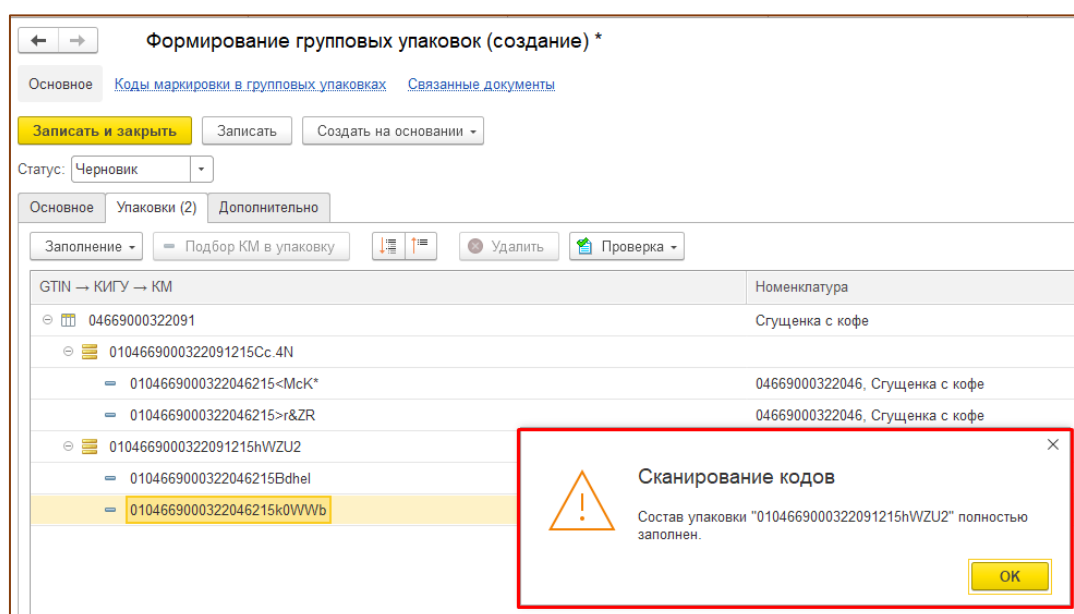 Формирование групповых упаковок (создание) *
Основное Коды маркировки в групповых упаковках Связанные документы
Записать и закрыть Записать Создать на основании
Статус: Черновик
Основное Упаковки (2) Дополнительно
Заполнение Подбор КМ в упаковку Удалить Проверка
GTIN → КИГУ → КМ Номенклатура
04669000322091 Сгущенка с кофе
0104669000322091215Cc.4N
0104669000322046215<McK* 04669000322046, Сгущенка с кофе
0104669000322046215>r&ZR 04669000322046, Сгущенка с кофе
0104669000322091215hWZU2
0104669000322046215Bdhel
0104669000322046215k0WWb
Сканирование кодов
Состав упаковки "0104669000322091215hWZU2" полностью
заполнен.
OK